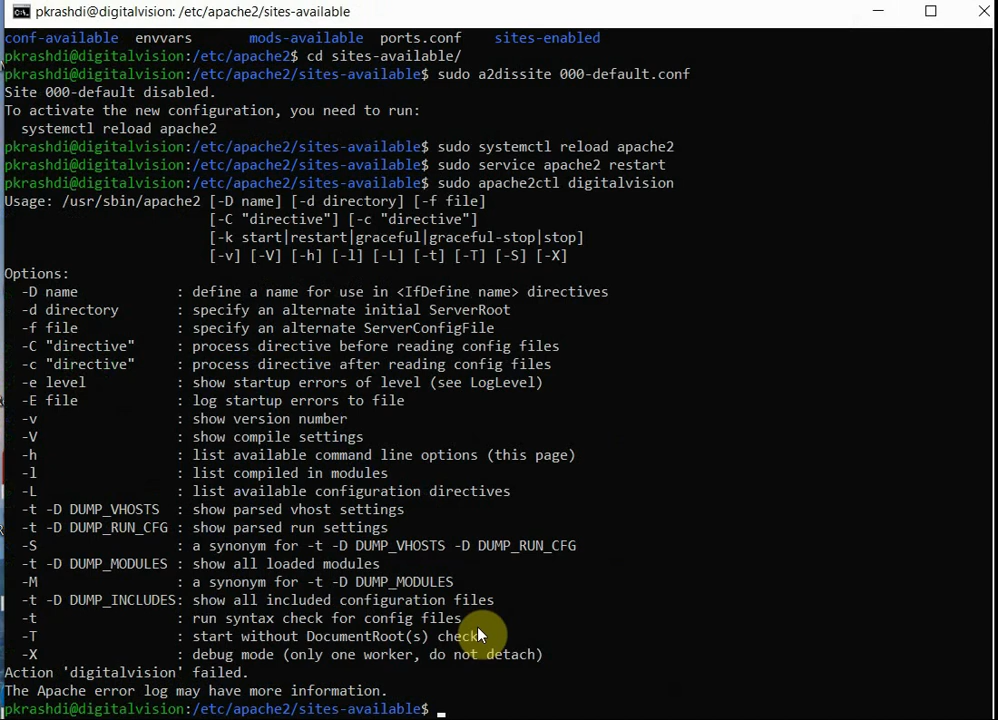 pkrashdi@digitalvision: /etc/apache2/sites-available
conf-available  envvars       mods-available  ports.conf    sites-enabled
pkrashdi@digitalvision:/etc/apache2$ cd sites-available/
pkrashdi@digitalvision:/etc/apache2/sites-available$ sudo a2dissite 000-default.conf
Site 000-default disabled.
To activate the new configuration, you need to run:
  systemctl reload apache2
pkrashdi@digitalvision:/etc/apache2/sites-available$ sudo systemctl reload apache2
pkrashdi@digitalvision:/etc/apache2/sites-available$ sudo service apache2 restart
pkrashdi@digitalvision:/etc/apache2/sites-available$ sudo apache2ctl digitalvision
Usage: /usr/sbin/apache2 [-D name] [-d directory] [-f file]
                         [-C "directive"] [-c "directive"]
                         [-k start|restart|graceful|graceful-stop|stop]
                         [-v] [-V] [-h] [-l] [-L] [-t] [-T] [-S] [-X]
Options:
  -D name            : define a name for use in <IfDefine name> directives
  -d directory       : specify an alternate initial ServerRoot
  -f file            : specify an alternate ServerConfigFile
  -C "directive"     : process directive before reading config files
  -c "directive"     : process directive after reading config files
  -e level           : show startup errors of level (see LogLevel)
  -E file            : log startup errors to file
  -v                 : show version number
  -V                 : show compile settings
  -h                 : list available command line options (this page)
  -l                 : list compiled in modules
  -L                 : list available configuration directives
  -t -D DUMP_VHOSTS  : show parsed vhost settings
  -t -D DUMP_RUN_CFG : show parsed run settings
  -S                 : a synonym for -t -D DUMP_VHOSTS -D DUMP_RUN_CFG
  -t -D DUMP_MODULES : show all loaded modules
  -M                 : a synonym for -t -D DUMP_MODULES
  -t -D DUMP_INCLUDES: show all included configuration files
  -t                 : run syntax check for config files
  -T                 : start without DocumentRoot(s) check
  -X                 : debug mode (only one worker, do not detach)
Action 'digitalvision' failed.
The Apache error log may have more information.
pkrashdi@digitalvision:/etc/apache2/sites-available$